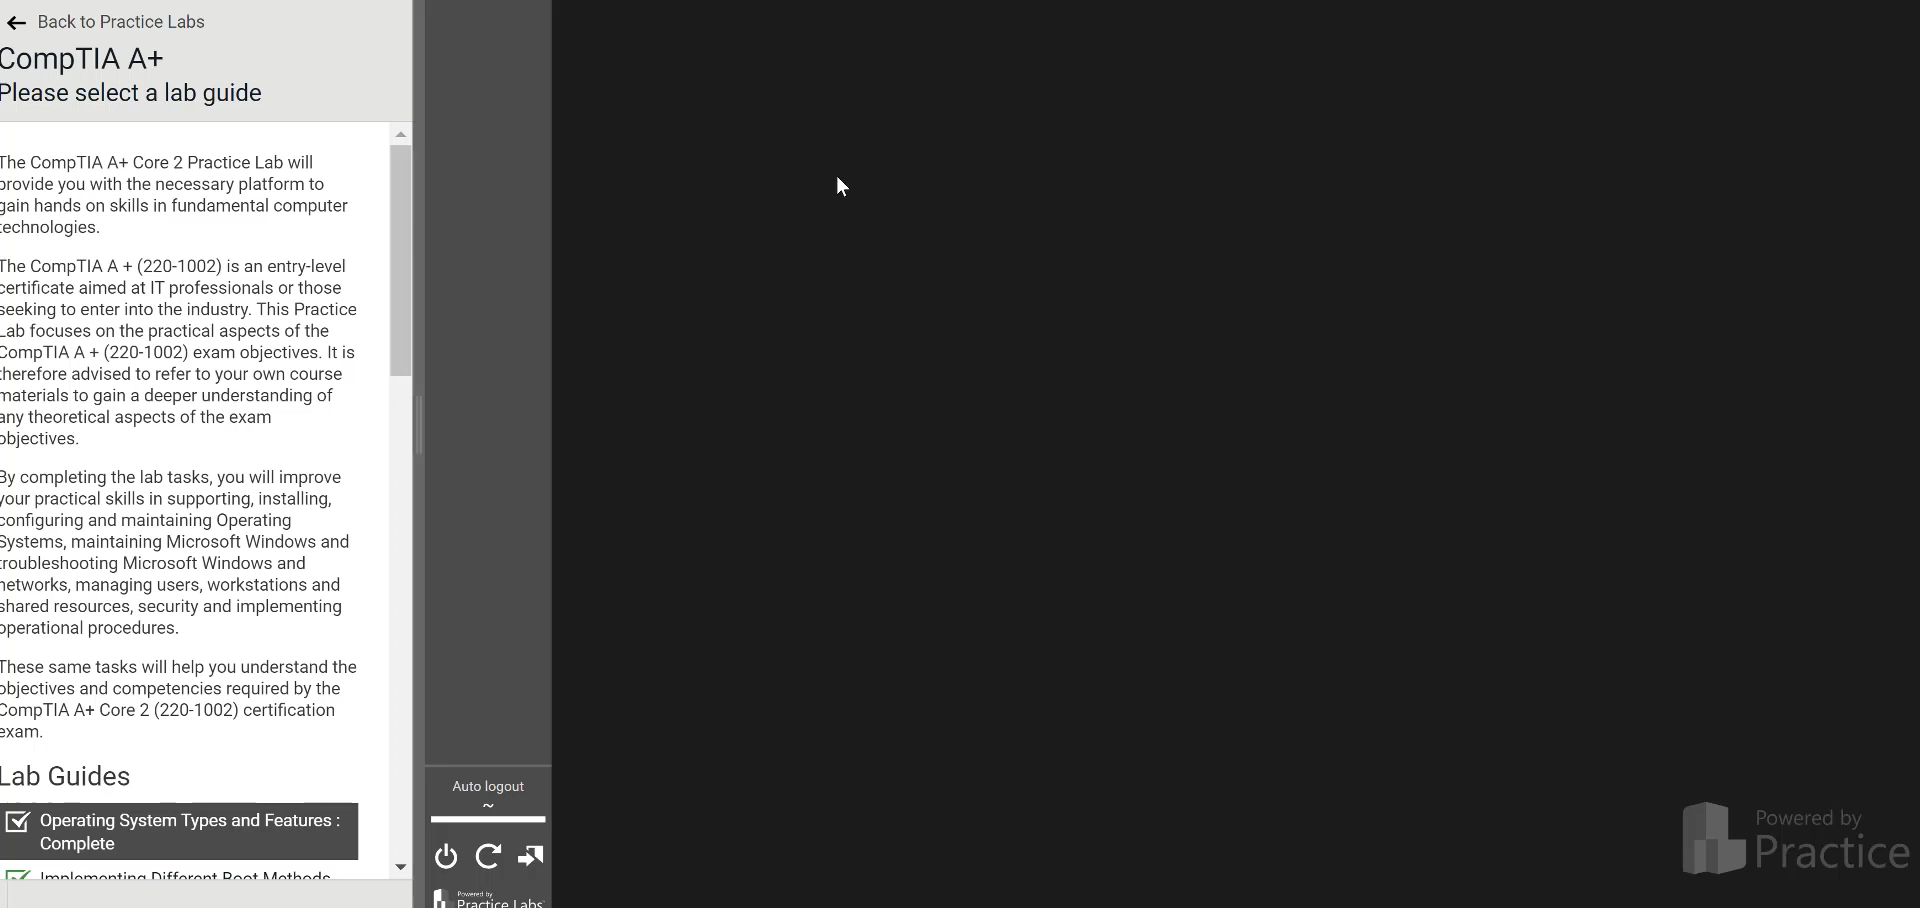 Back to Practice Labs
CompTIA A+
Please select a lab guide
The CompTIA A+ Core 2 Practice Lab will
provide you with the necessary platform to
gain hands on skills in fundamental computer
technologies.
The CompTIA A + (220-1002) is an entry-level
certificate aimed at IT professionals or those
seeking to enter into the industry. This Practice
Lab focuses on the practical aspects of the
CompTIA A + (220-1002) exam objectives. It is
therefore advised to refer to your own course
materials to gain a deeper understanding of
any theoretical aspects of the exam
objectives.
By completing the lab tasks, you will improve
your practical skills in supporting, installing,
configuring and maintaining Operating
Systems, maintaining Microsoft Windows and
troubleshooting Microsoft Windows and
networks, managing users, workstations and
shared resources, security and implementing
operational procedures.
These same tasks will help you understand the
objectives and competencies required by the
CompTIA A+ Core 2 (220-1002) certification
exam.
Lab Guides
Operating System Types and Features :
Complete
Implementing Different Boot Methods
Auto logout
~
Powered by
Practice Labs
Powered by
Practice